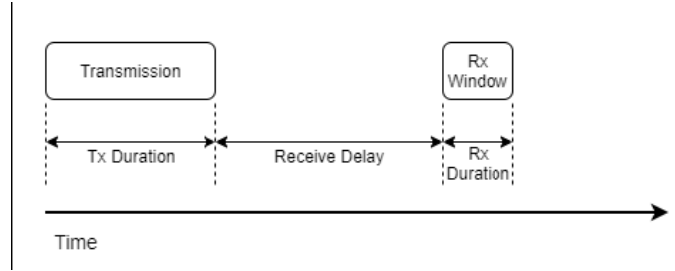 Transmission
Rx
Window
Tx Duration
Receive Delay
Rx
Duration
Time